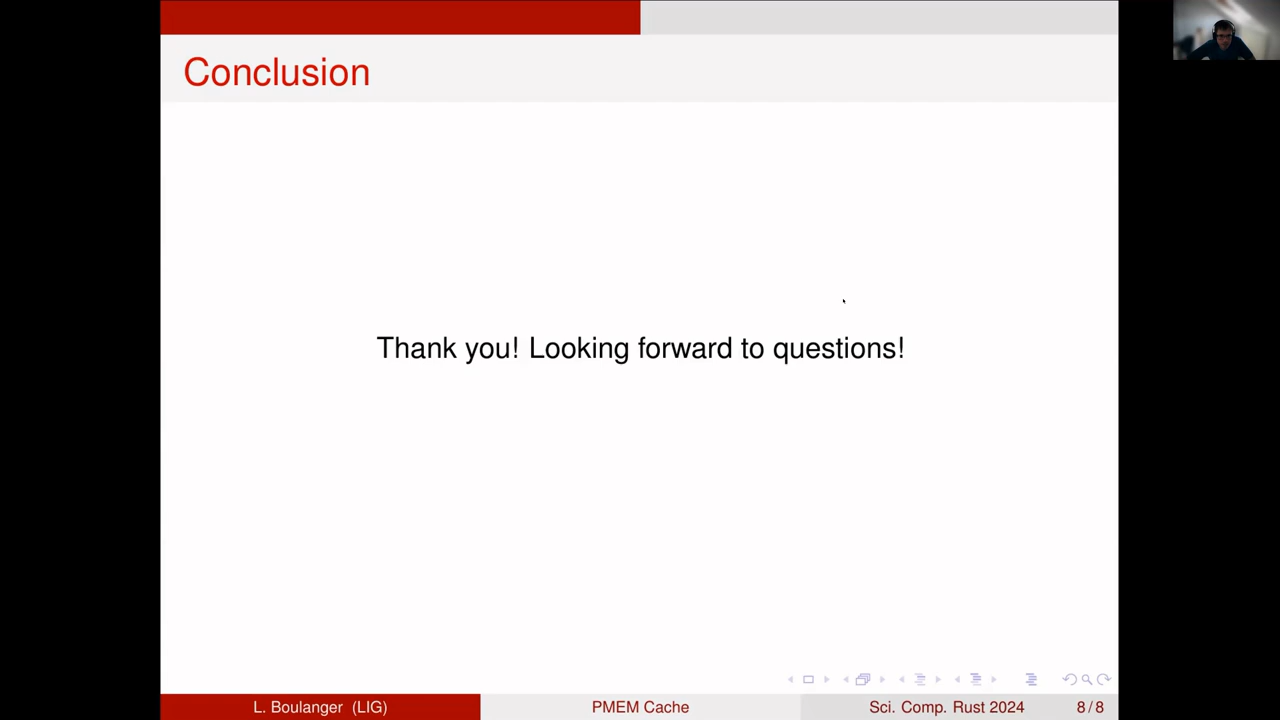 Conclusion
Thank you! Looking forward to questions!
L. Boulanger (LIG)
PMEM Cache
Sci. Comp. Rust 2024
8 / 8